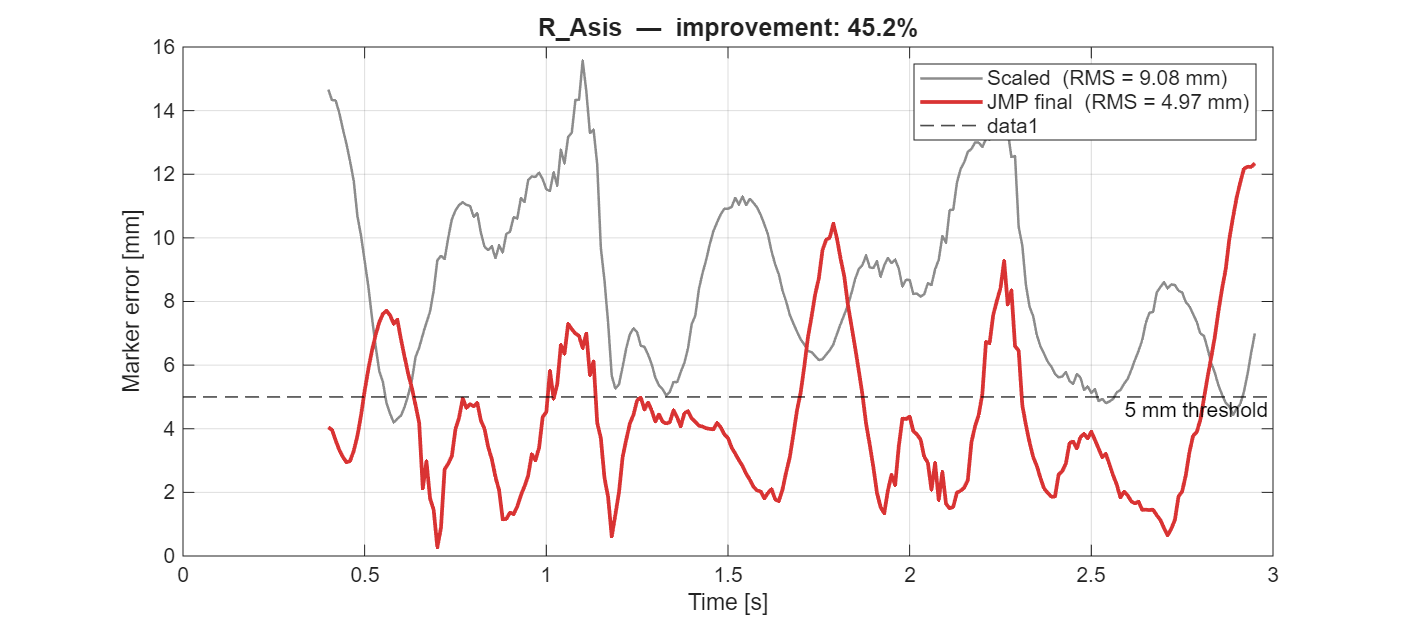 R_Asis — improvement: 45.2%
16
14
12
10
8
6
4
2
0
Marker error [mm]
Scaled (RMS = 9.08 mm)
JMP final (RMS = 4.97 mm)
data1
5 mm threshold
0 0.5 1 1.5 2 2.5 3
Time [s]